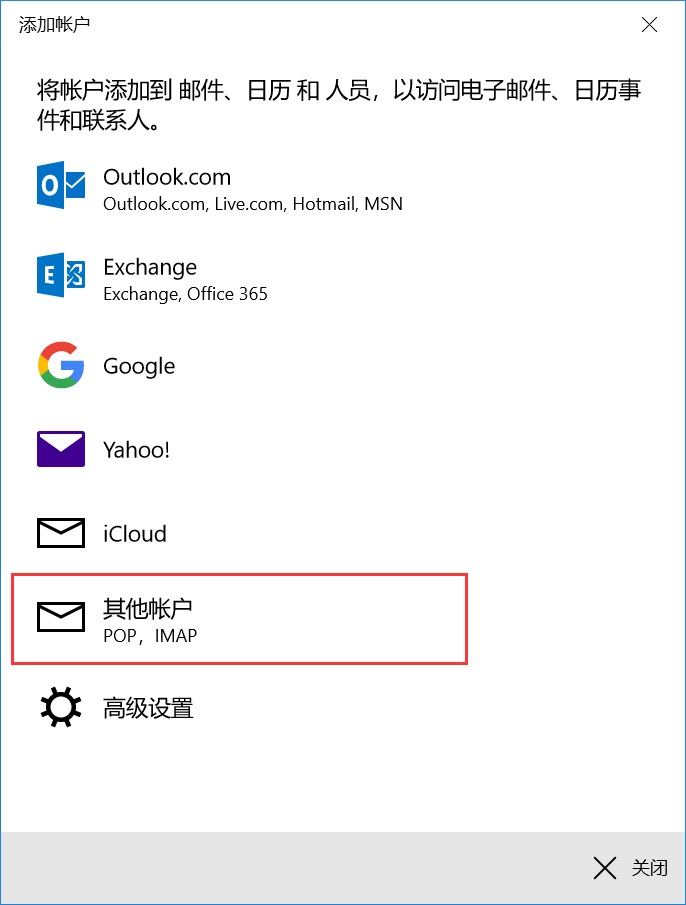 添加帐户
将帐户添加到 邮件、日历 和 人员，以访问电子邮件、日历事
件和联系人。
Outlook.com
Outlook.com, Live.com, Hotmail, MSN
Exchange
Exchange, Office 365
Google
Yahoo!
iCloud
其他帐户
POP，IMAP
高级设置
关闭